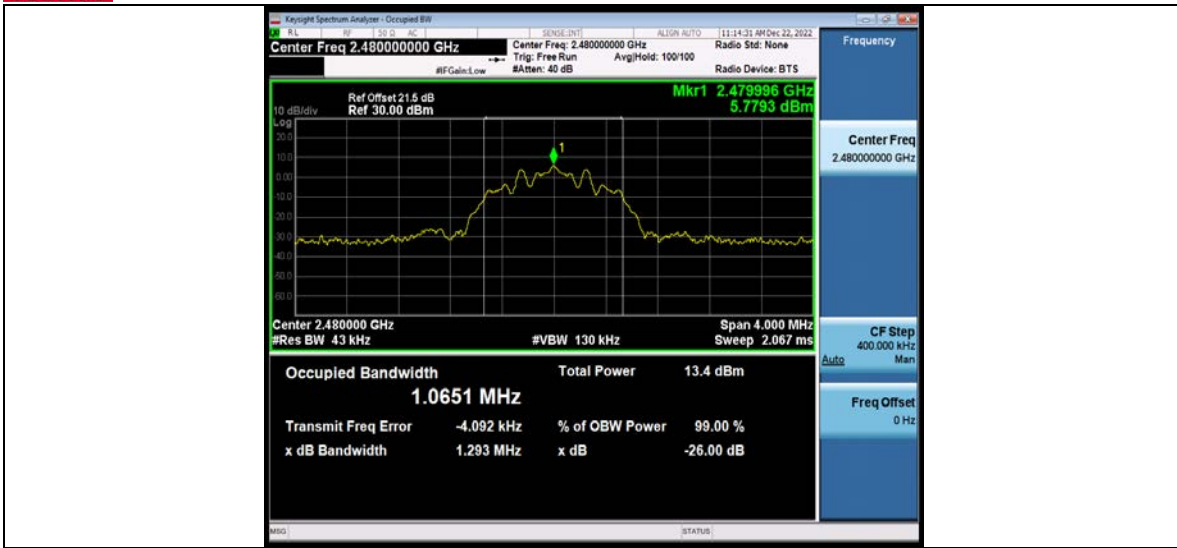 Keysight Spectrum Analyzer - Occupied BW
RL RF 50 Ω AC SENSE:INT ALIGN AUTO 11:14:31 AM Dec 22, 2022
Center Freq 2.480000000 GHz
Center Freq: 2.480000000 GHz
Radio Std: None
Trig: Free Run Avg|Hold: 100/100
#IFGain:Low #Atten: 40 dB Radio Device: BTS
Frequency
Mkr1 2.479996 GHz
5.7793 dBm
Ref Offset 21.5 dB
10 dB/div Ref 30.00 dBm
Log
20.0
10.0
0.00
-10.0
-20.0
-30.0
-40.0
-50.0
-60.0
1
Center 2.480000 GHz Span 4.000 MHz
#Res BW 43 kHz #VBW 130 kHz Sweep 2.067 ms
Occupied Bandwidth Total Power 13.4 dBm
1.0651 MHz
Transmit Freq Error -4.092 kHz % of OBW Power 99.00 %
x dB Bandwidth 1.293 MHz x dB -26.00 dB
Center Freq
2.480000000 GHz
CF Step
400.000 kHz
Auto Man
Freq Offset
0 Hz
MSG STATUS